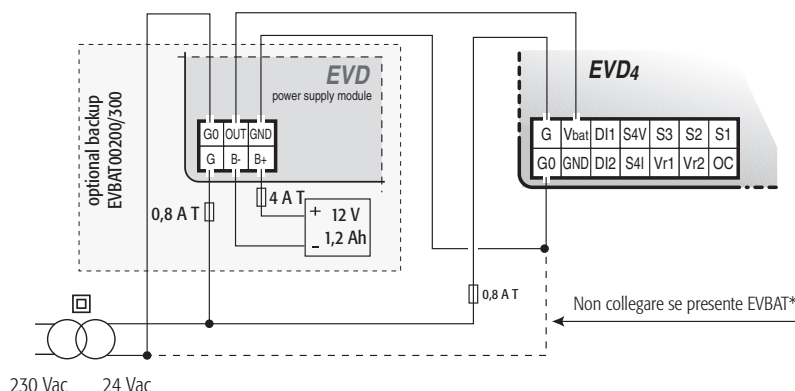 optional backup
EVBAT00200/300
EVD
power supply module
G0 OUT GND
G B- B+
0,8 A T
4 A T
+ 12 V
- 1,2 Ah
EVD4
G Vbat DI1 S4V S3 S2 S1
G0 GND DI2 S4I Vr1 Vr2 OC
0,8 A T
Non collegare se presente EVBAT*
230 Vac 24 Vac